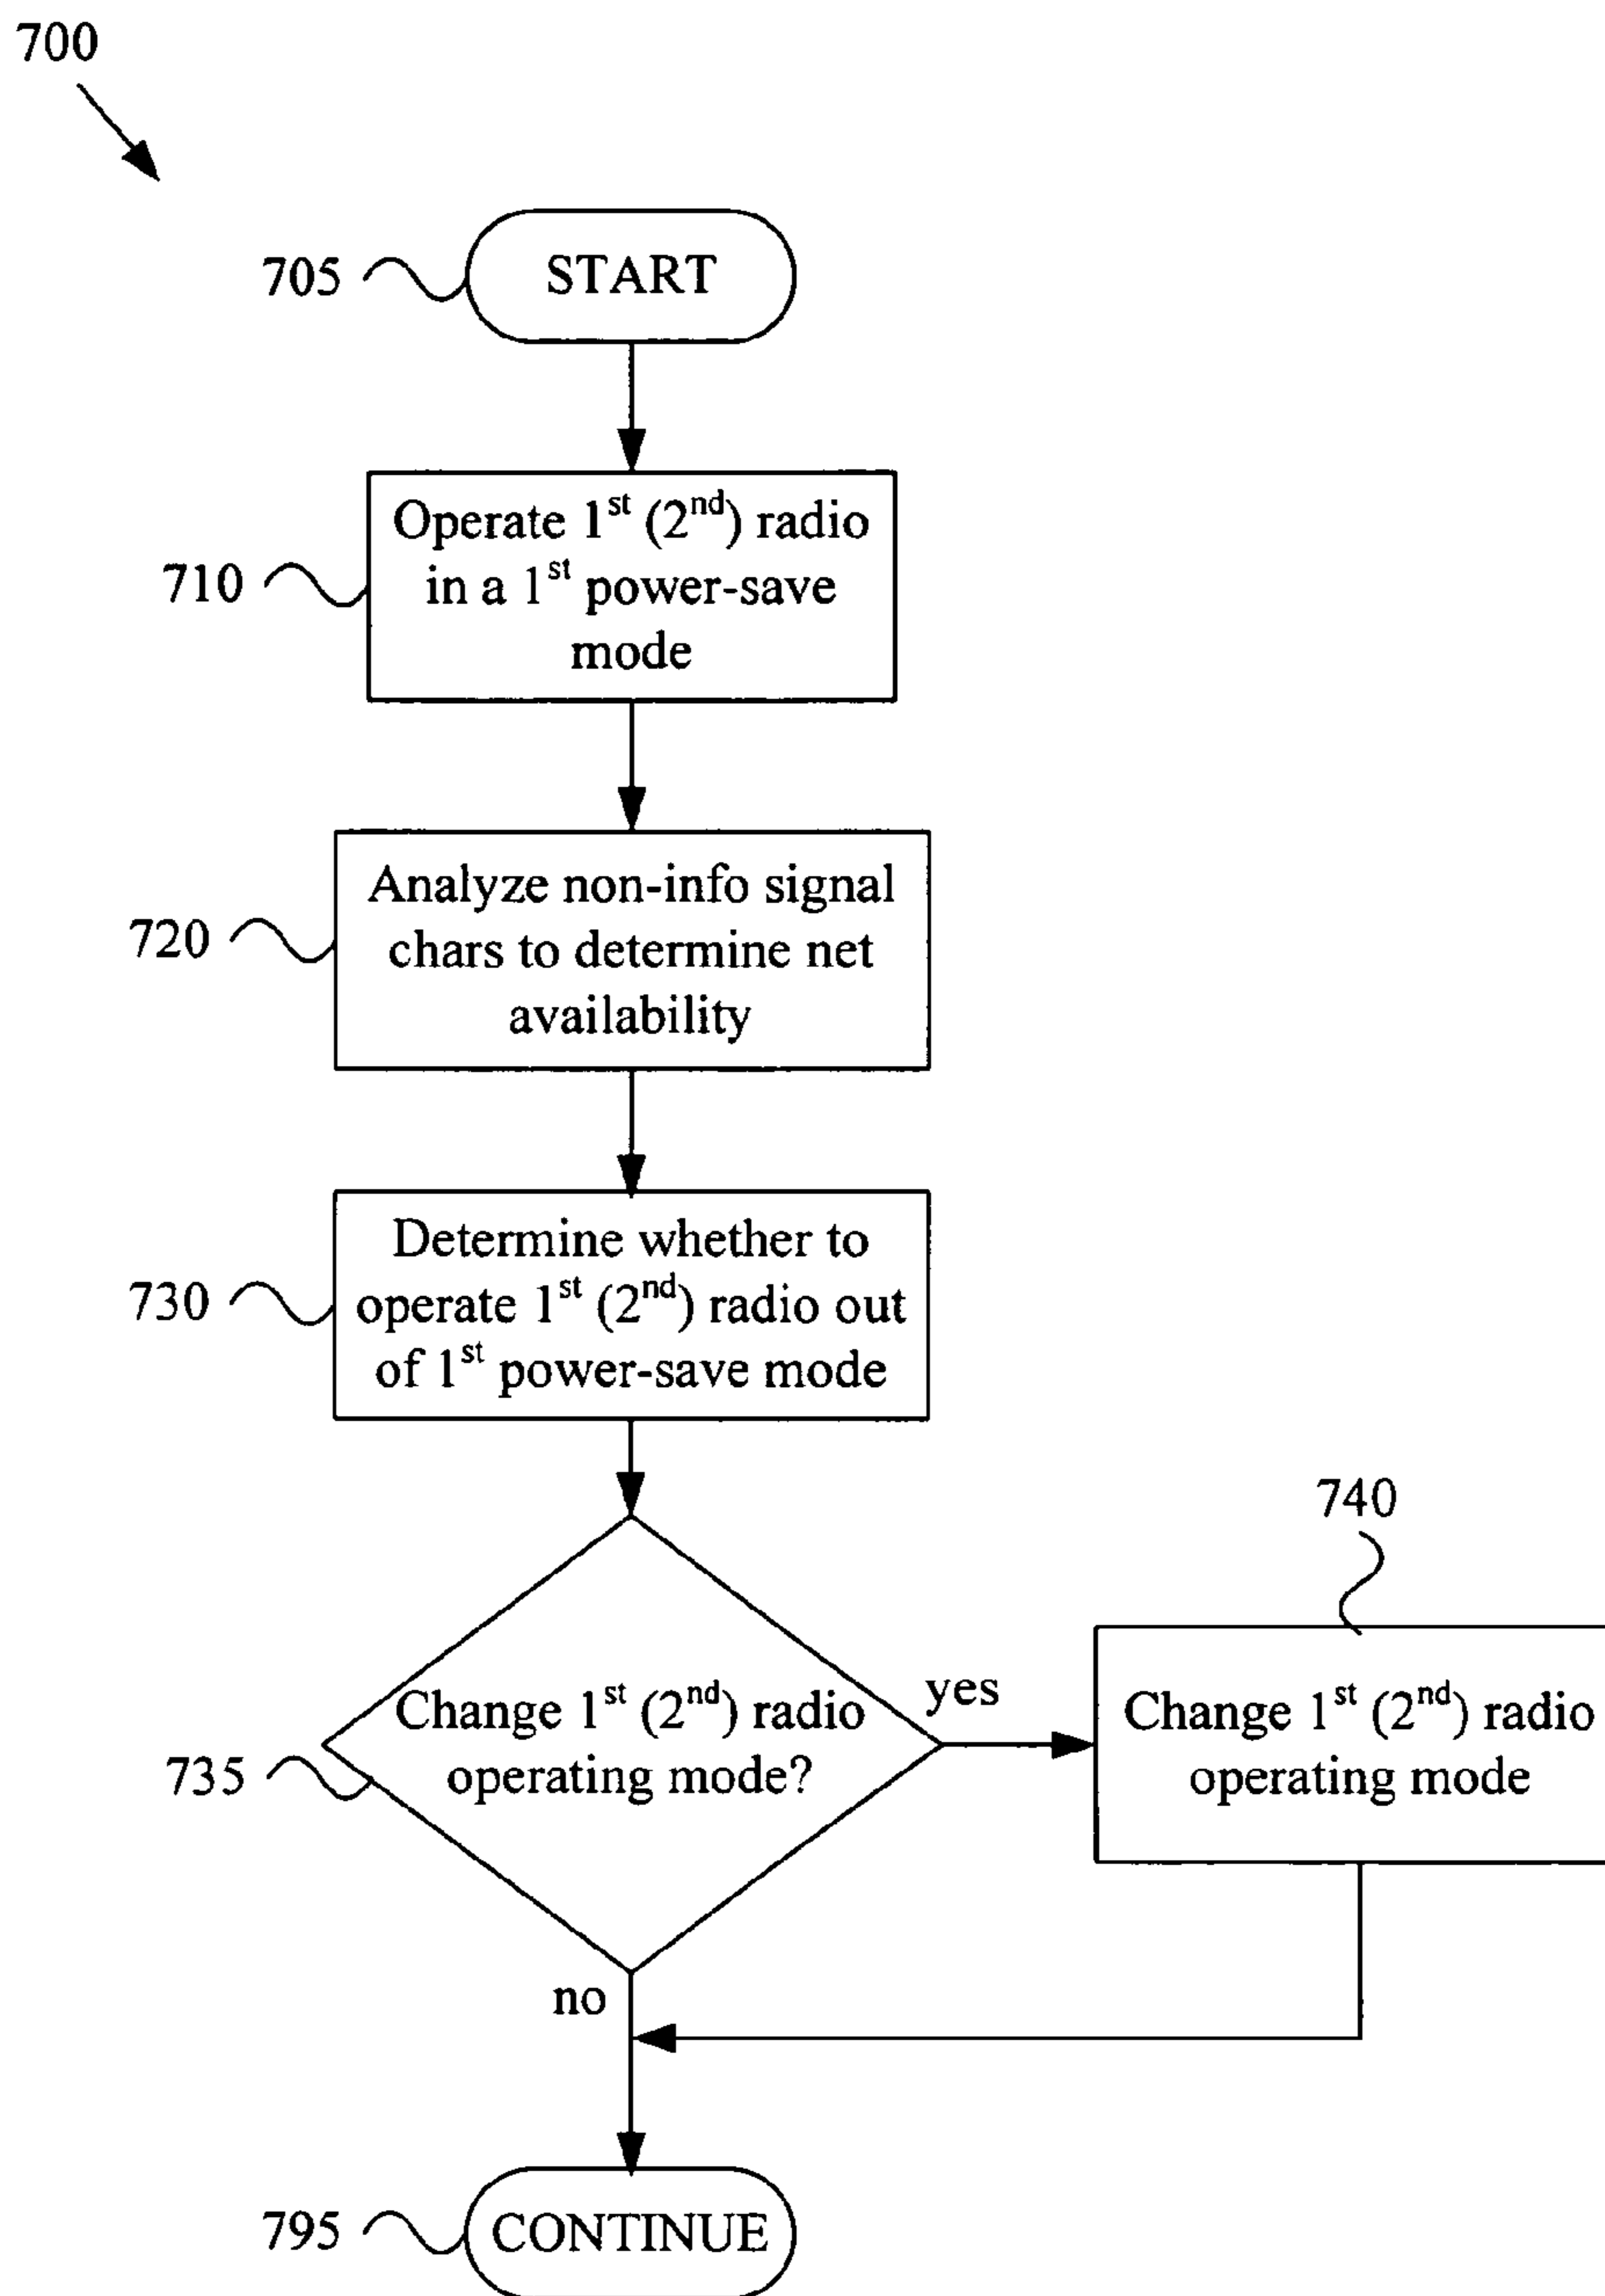 700
705
START
710
Operate 1st (2nd) radio
in a 1st power-save
mode
720
Analyze non-info signal
chars to determine net
availability
730
Determine whether to
operate 1st (2nd) radio out
of 1st power-save mode
735
Change 1st (2nd) radio
operating mode?
yes
740
Change 1st (2nd) radio
operating mode
no
795
CONTINUE